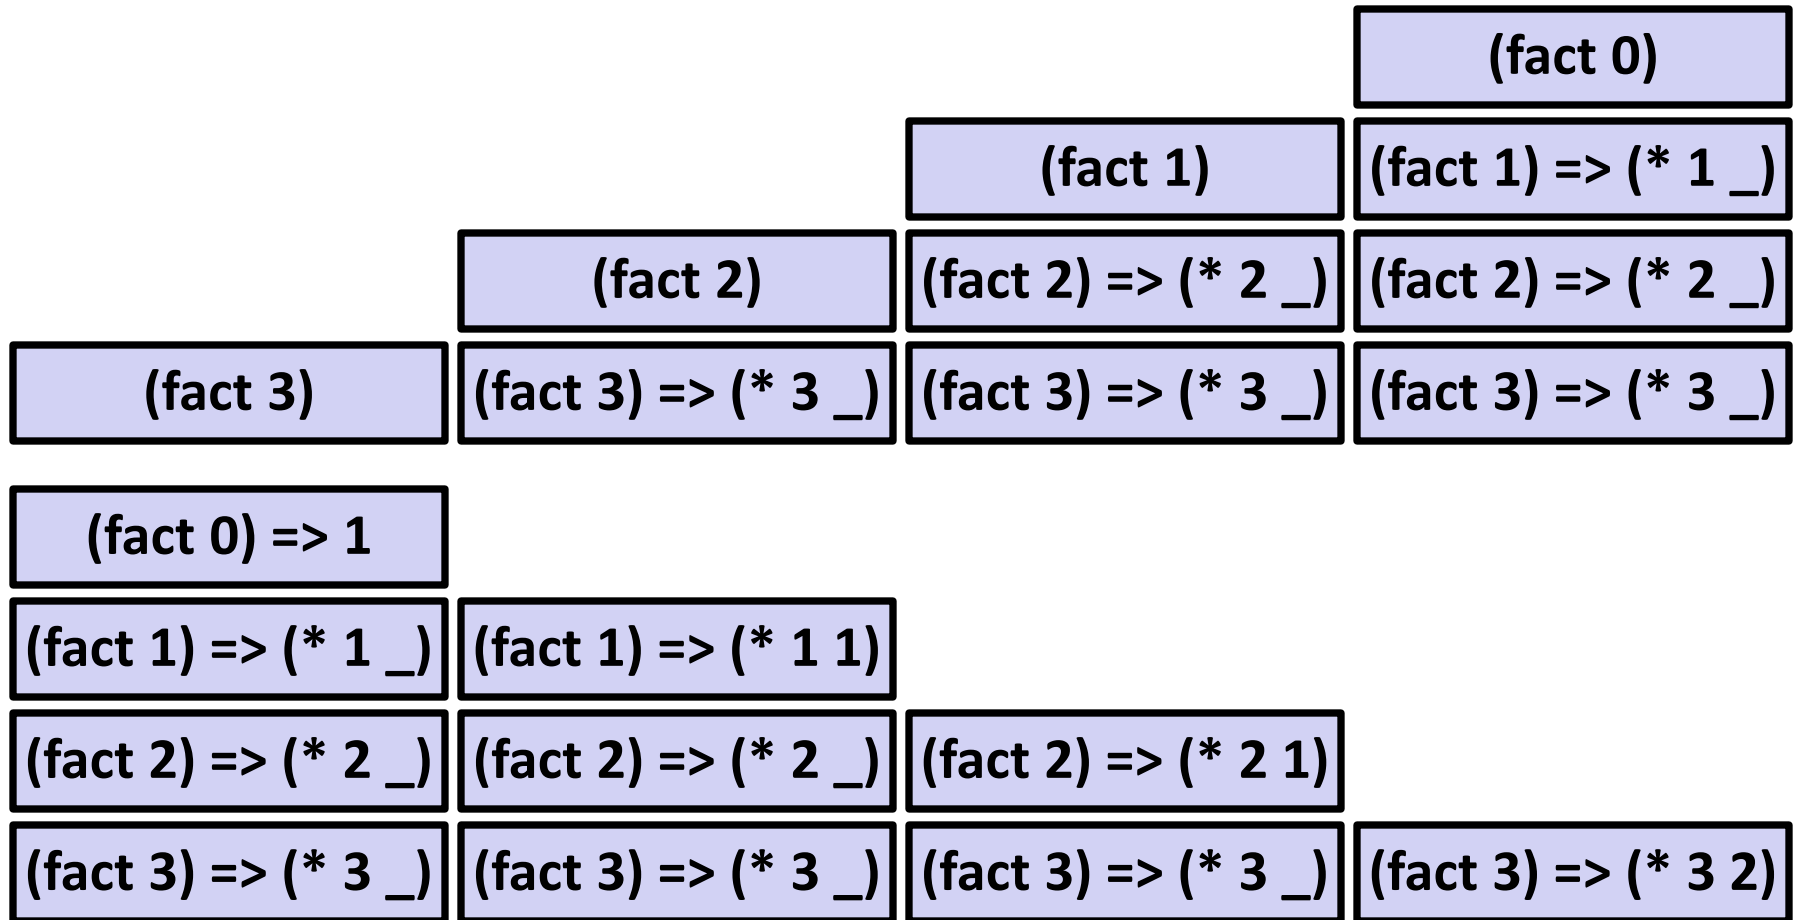 (fact 0)
(fact 1) (fact 1) => (* 1 _)
(fact 2) (fact 2) => (* 2 _) (fact 2) => (* 2 _)
(fact 3) (fact 3) => (* 3 _) (fact 3) => (* 3 _) (fact 3) => (* 3 _)
(fact 0) => 1
(fact 1) => (* 1 _) (fact 1) => (* 1 1)
(fact 2) => (* 2 _) (fact 2) => (* 2 _) (fact 2) => (* 2 1)
(fact 3) => (* 3 _) (fact 3) => (* 3 _) (fact 3) => (* 3 _) (fact 3) => (* 3 2)